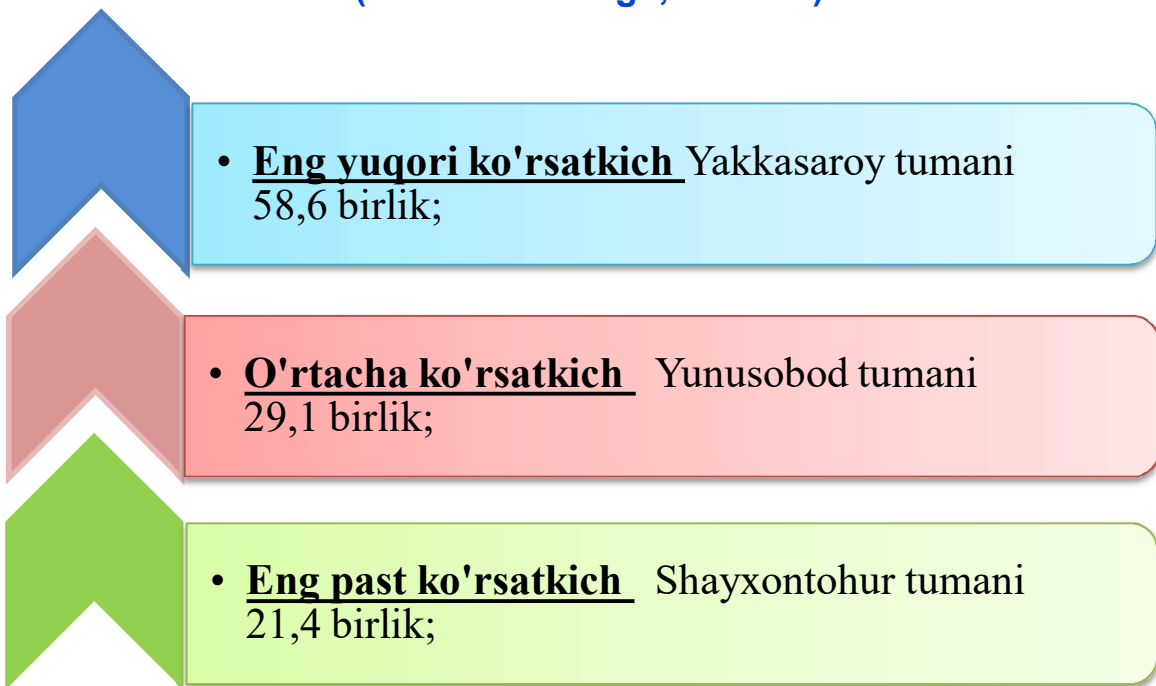 • Eng yuqori ko'rsatkich Yakkasaroy tumani
58,6 birlik;
• O'rtacha ko'rsatkich Yunusobod tumani
29,1 birlik;
• Eng past ko'rsatkich Shayxontohur tumani
21,4 birlik;